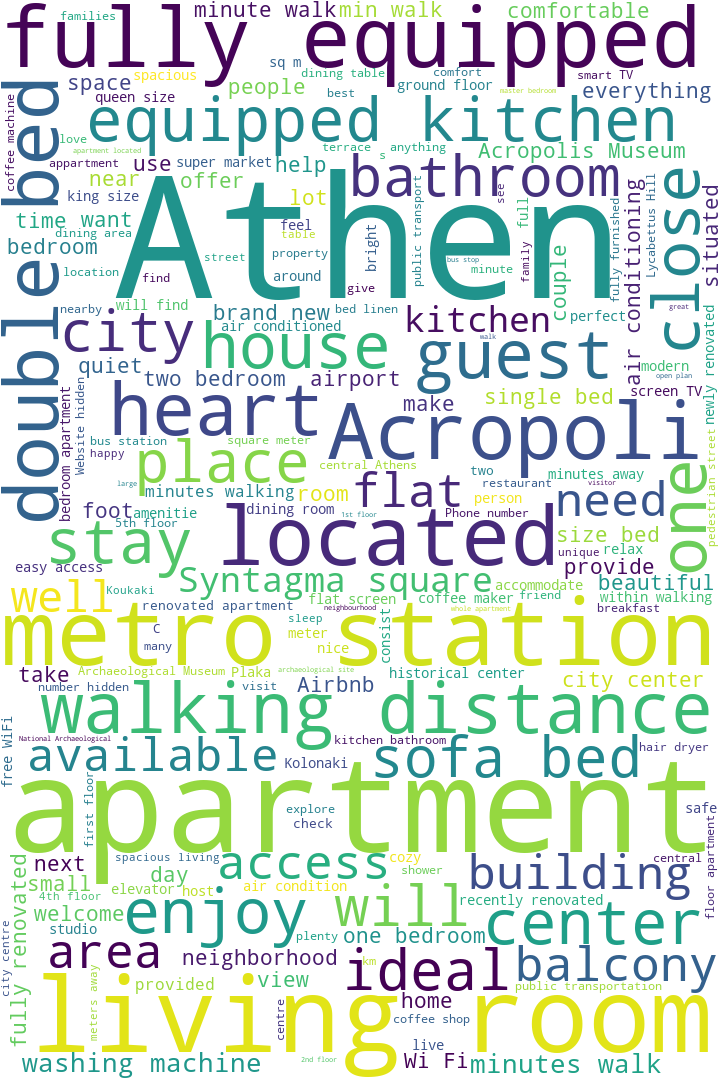 families
minute walk
min walk
comfortable
fully equipped
sq m
dining table
comfort
smart TV
space
spacious
people
ground floor
master bedroom
everything
queen size
best
coffee machine
double bed
equipped kitchen
love
terrace
anything
apartment located
s
Acropolis Museum
appartment
use
super market
help
bathroom
near
offer
lot
king size
Athen
see
full
close
situated
time want
feel
table
public transport
bright
family
couple
fully furnished
air conditioning
Lycabettus Hill
dining area
bedroom
street
property
bus stop
location
around
minute
find
give
nearby
will find
brand new
bed linen
kitchen
perfect
great
city
air conditioned
house
walk
guest
modern
newly renovated
quiet
two bedroom
airport
open plan
screen TV
bedroom apartment
Website hidden
heart
make
single bed
Acropoli
bus station
square meter
happy
place
central Athens
two
minutes away
pedestrian street
large
minutes walking
room
flat
restaurant
visitor
person
need
one
foot
amenitie
dining room
1st floor
Phone number
5th floor
located
size bed
stay
unique
relax
easy access
provide
Syntagma square
well
Koukaki
flat screen
coffee maker
accommodate
beautiful
friend
within walking
renovated apartment
neighbourhood
whole apartment
breakfast
sleep
C
meter
metro station
many
nice
consist
take
Archaeological Museum
Plaka
archaeological site
historical center
number hidden
visit
Airbnb
city center
walking distance
free WiFi
National Archaeological
kitchen bathroom
available
Kolonaki
sofa bed
hair dryer
apartment
first floor
explore
safe
check
floor apartment
next
spacious living
access
cozy
central
small
day
shower
building
4th floor
elevator
host
air condition
recently renovated
fully renovated
welcome
enjoy
will
center
studio
plenty
one bedroom
city centre
area
neighborhood
km
ideal
balcony
meters away
provided
view
public transportation
living room
home
centre
coffee shop
live
washing machine
2nd floor
Wi Fi
minutes walk